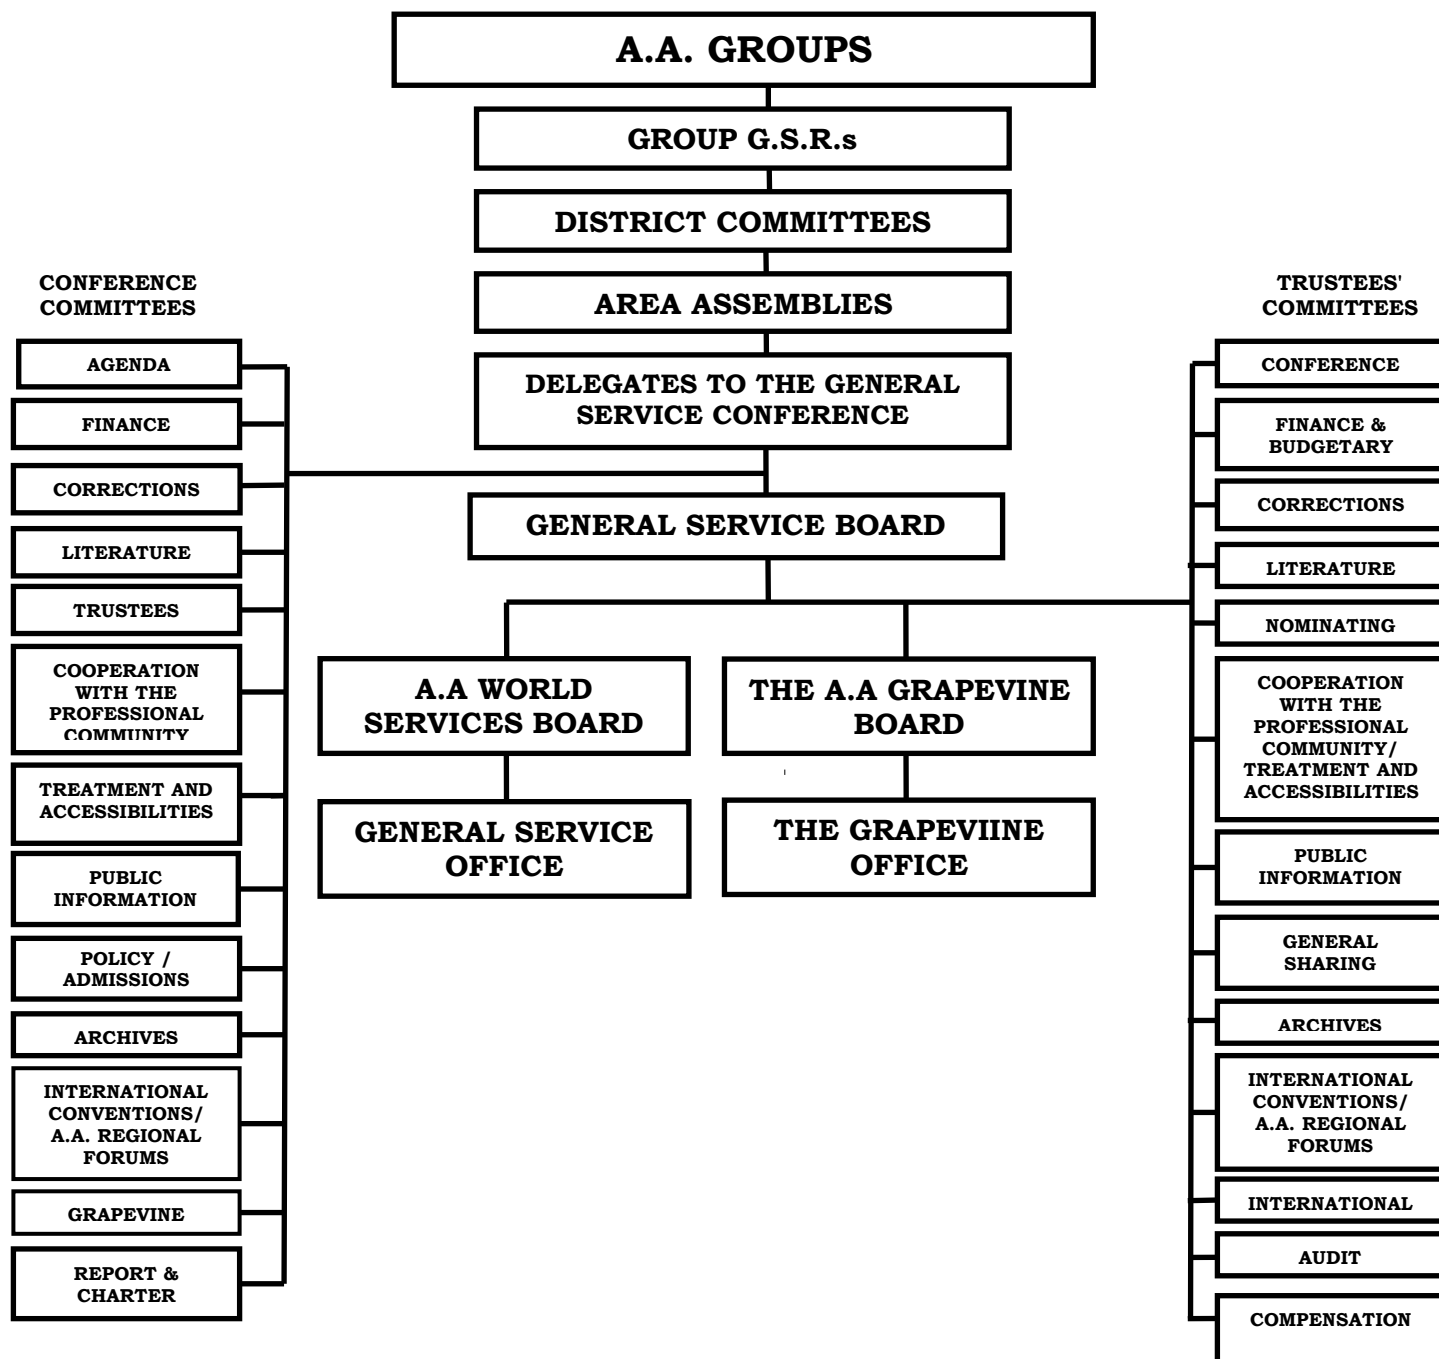 A.A. GROUPS
GROUP G.S.R.s
DISTRICT COMMITTEES
AREA ASSEMBLIES
DELEGATES TO THE GENERAL
SERVICE CONFERENCE
GENERAL SERVICE BOARD
A.A WORLD
SERVICES BOARD
THE A.A GRAPEVINE
BOARD
GENERAL SERVICE
OFFICE
THE GRAPEVIINE
OFFICE
CONFERENCE
COMMITTEES
AGENDA
FINANCE
CORRECTIONS
LITERATURE
TRUSTEES
COOPERATION
WITH THE
PROFESSIONAL
COMMUNITY
TREATMENT AND
ACCESSIBILITIES
PUBLIC
INFORMATION
POLICY /
ADMISSIONS
ARCHIVES
INTERNATIONAL
CONVENTIONS/
A.A. REGIONAL
FORUMS
GRAPEVINE
REPORT &
CHARTER
TRUSTEES'
COMMITTEES
CONFERENCE
FINANCE &
BUDGETARY
CORRECTIONS
LITERATURE
NOMINATING
COOPERATION
WITH THE
PROFESSIONAL
COMMUNITY/
TREATMENT AND
ACCESSIBILITIES
PUBLIC
INFORMATION
GENERAL
SHARING
ARCHIVES
INTERNATIONAL
CONVENTIONS/
A.A. REGIONAL
FORUMS
INTERNATIONAL
AUDIT
COMPENSATION